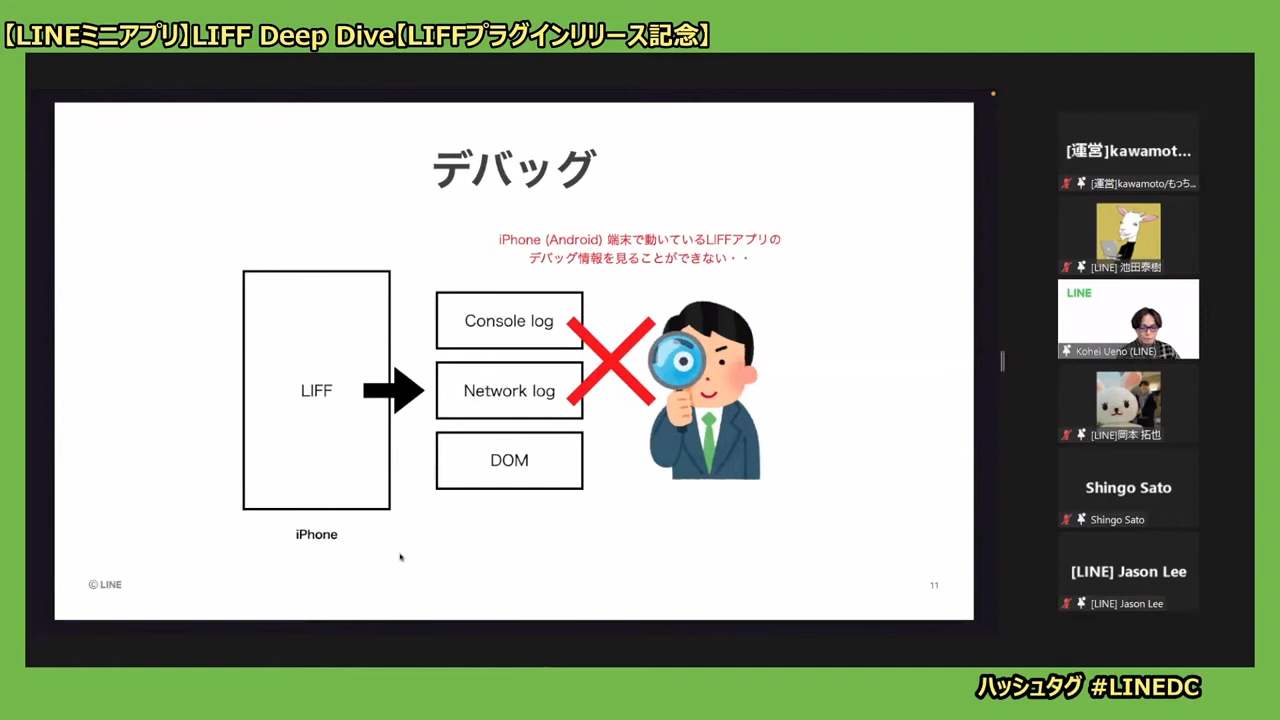 【LINEミニアプリ】LIFF Deep Dive【LIFFプラグインリリース記念】
デバッグ
iPhone (Android) 端末で動いているLIFFアプリの
デバッグ情報を見ることができない・・
Console log
LIFF
Network log
DOM
iPhone
© LINE
11
[運営]kawamot...
[運営]kawamoto/もっち...
[LINE] 池田泰樹
LINE
Kohei Ueno (LINE)
[LINE]岡本 拓也
Shingo Sato
Shingo Sato
[LINE] Jason Lee
[LINE] Jason Lee
ハッシュタグ #LINEDC